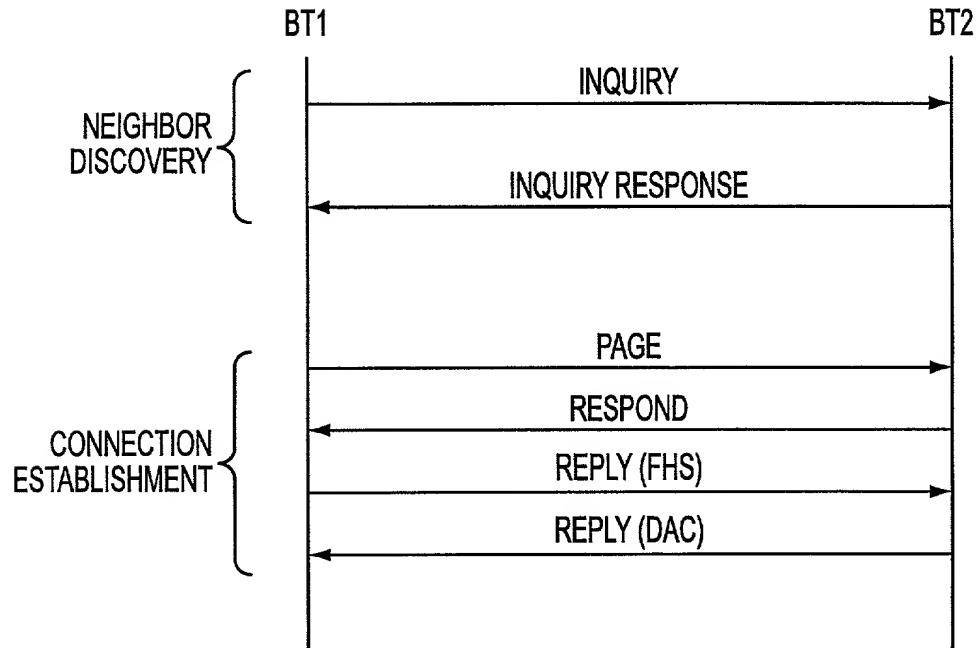 BT1
BT2
INQUIRY
NEIGHBOR
DISCOVERY
INQUIRY RESPONSE
PAGE
RESPOND
CONNECTION
ESTABLISHMENT
REPLY (FHS)
REPLY (DAC)